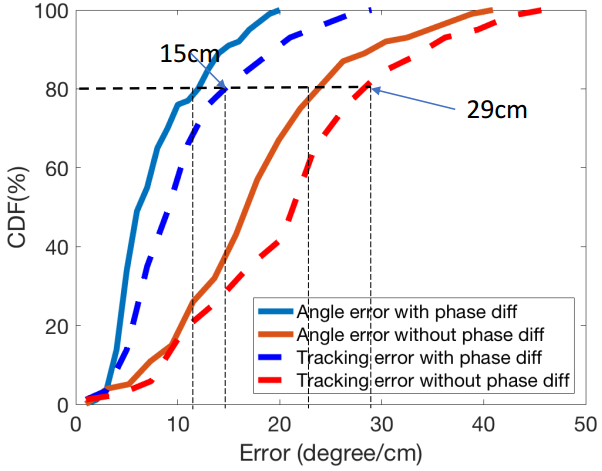 100
80
60
40
20
0
CDF(%)
15cm
29cm
Angle error with phase diff
Angle error without phase diff
Tracking error with phase diff
Tracking error without phase diff
0 10 20 30 40 50
Error (degree/cm)